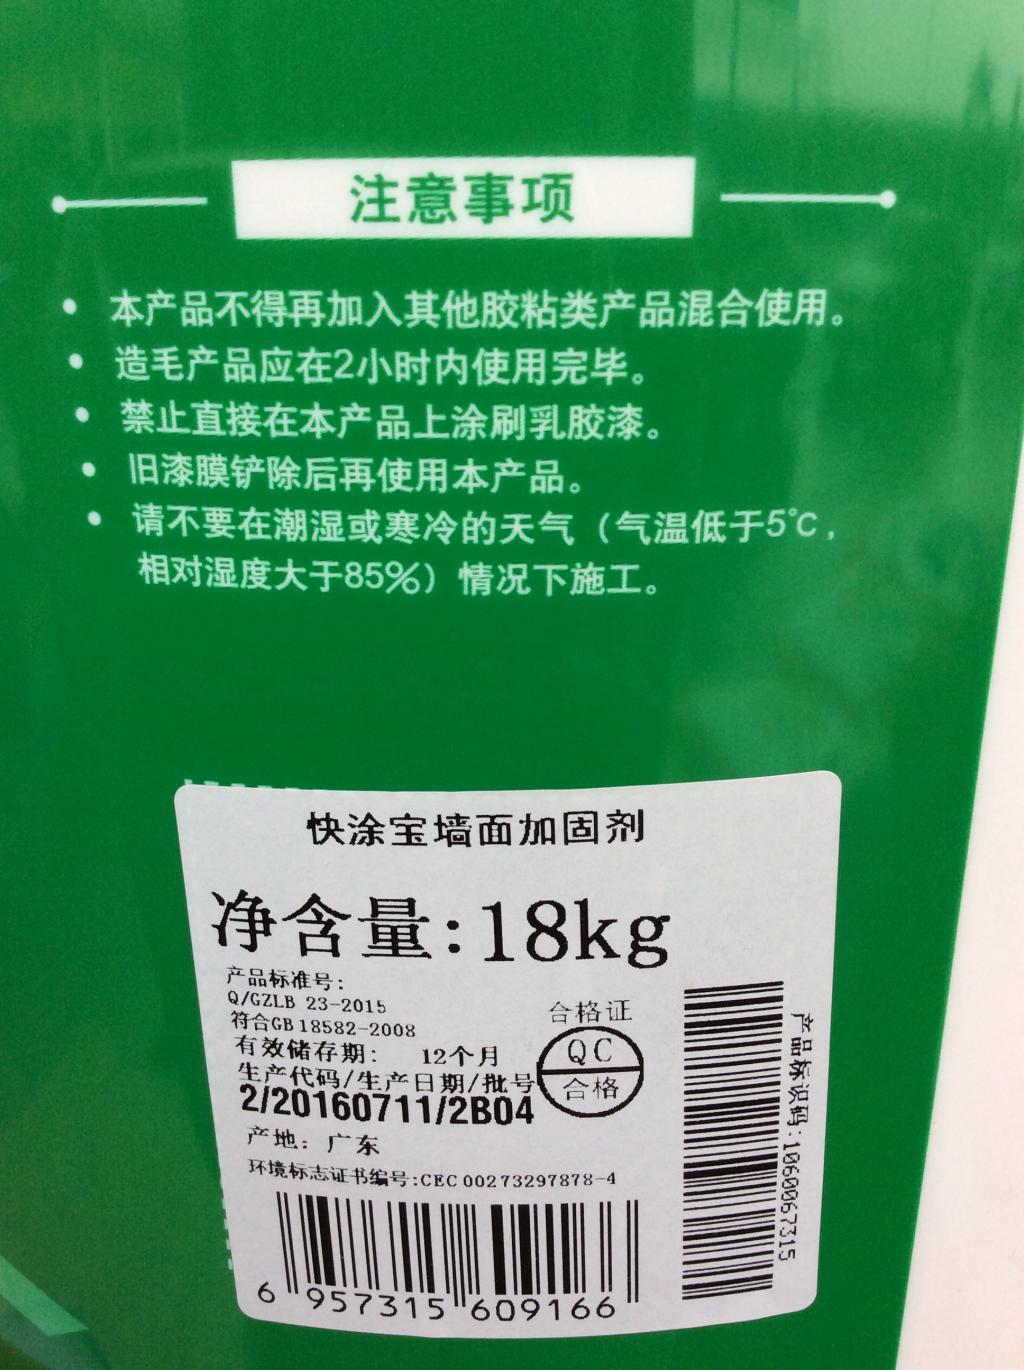 注意事项
• 本产品不得再加入其他胶粘类产品混合使用。
• 造毛产品应在2小时内使用完毕。
• 禁止直接在本产品上涂刷乳胶漆。
• 旧漆膜铲除后再使用本产品。
• 请不要在潮湿或寒冷的天气（气温低于5℃，
相对湿度大于85%）情况下施工。
快涂宝墙面加固剂
净含量:18kg
产品标准号:
Q/GZLB 23-2015
符合GB18582-2008
有效储存期: 12个月
生产代码/生产日期/批号
2/20160711/2B04
产地: 广东
环境标志证书编号:CEC00273297878-4
合格证
QC
合格
6 957315 609166
产品标识码:1060067315